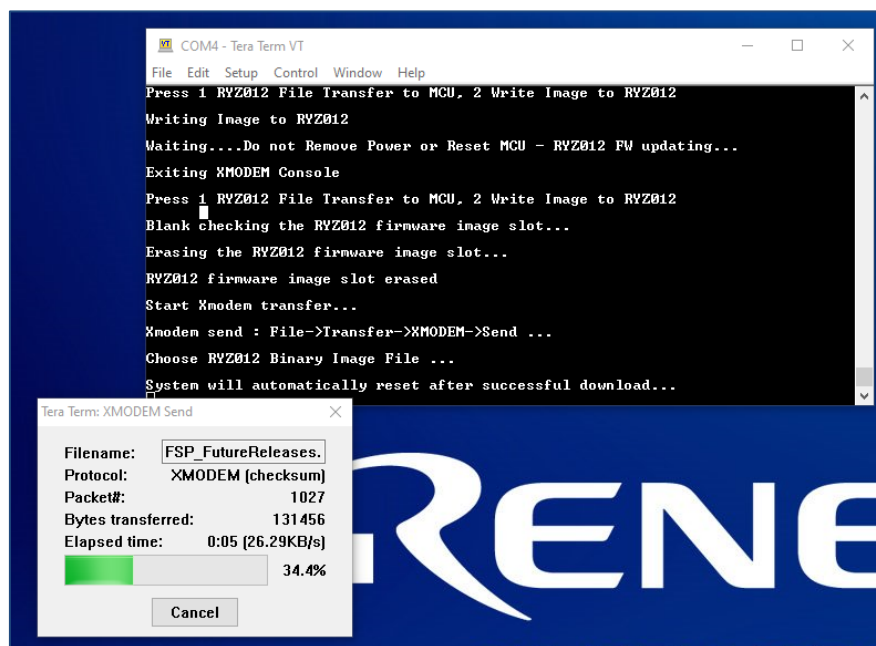 COM4 - Tera Term VT
File Edit Setup Control Window Help
Press 1 RYZ012 File Transfer to MCU, 2 Write Image to RYZ012
Writing Image to RYZ012
Waiting....Do not Remove Power or Reset MCU - RYZ012 FW updating...
Exiting XMODEM Console
Press 1 RYZ012 File Transfer to MCU, 2 Write Image to RYZ012
Blank checking the RYZ012 firmware image slot...
Erasing the RYZ012 firmware image slot...
RYZ012 firmware image slot erased
Start Xmodem transfer...
Xmodem send : File->Transfer->XMODEM->Send ...
Choose RYZ012 Binary Image File ...
System will automatically reset after successful download...
Tera Term: XMODEM Send
Filename: FSP_FutureReleases.
Protocol: XMODEM (checksum)
Packet#: 1027
Bytes transferred: 131456
Elapsed time: 0:05 (26.29KB/s)
34.4%
Cancel
RENE